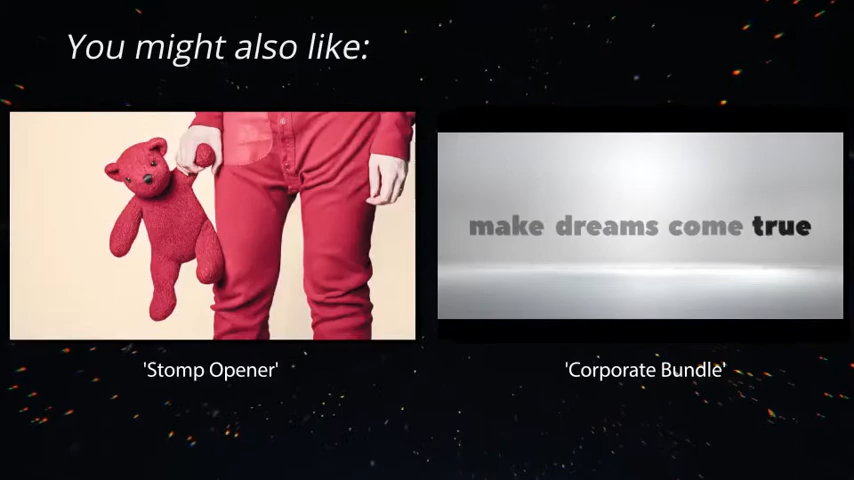 You might also like:
make dreams come true
'Stomp Opener'
'Corporate Bundle'